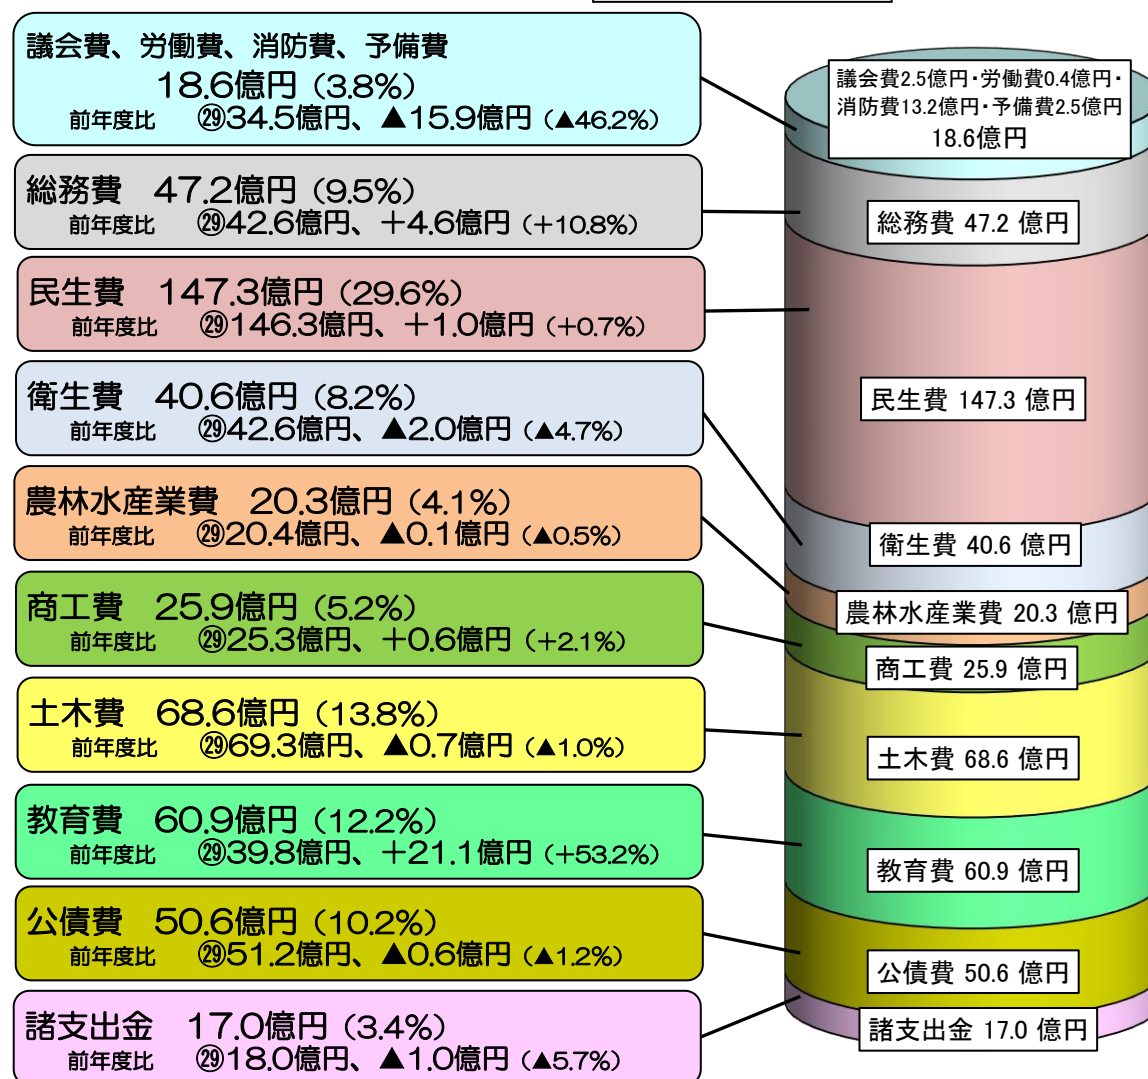 議会費、労働費、消防費、予備費
18.6億円（3.8%）
前年度比　㉙34.5億円、▲15.9億円（▲46.2%）
総務費　47.2億円（9.5%）
前年度比　㉙42.6億円、＋4.6億円（+10.8%）
民生費　147.3億円（29.6%）
前年度比　㉙146.3億円、＋1.0億円（+0.7%）
衛生費　40.6億円（8.2%）
前年度比　㉙42.6億円、▲2.0億円（▲4.7%）
農林水産業費　20.3億円（4.1%）
前年度比　㉙20.4億円、▲0.1億円（▲0.5%）
商工費　25.9億円（5.2%）
前年度比　㉙25.3億円、＋0.6億円（+2.1%）
土木費　68.6億円（13.8%）
前年度比　㉙69.3億円、▲0.7億円（▲1.0%）
教育費　60.9億円（12.2%）
前年度比　㉙39.8億円、＋21.1億円（+53.2%）
公債費　50.6億円（10.2%）
前年度比　㉙51.2億円、▲0.6億円（▲1.2%）
諸支出金　17.0億円（3.4%）
前年度比　㉙18.0億円、▲1.0億円（▲5.7%）
議会費2.5億円・労働費0.4億円・
消防費13.2億円・予備費2.5億円
18.6億円
総務費 47.2 億円
民生費 147.3 億円
衛生費 40.6 億円
農林水産業費 20.3 億円
商工費 25.9 億円
土木費 68.6 億円
教育費 60.9 億円
公債費 50.6 億円
諸支出金 17.0 億円